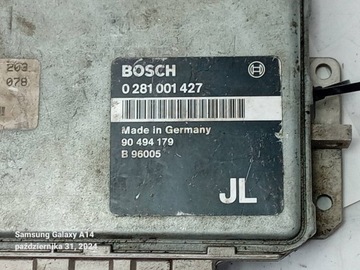 263
078
BOSCH
0 281 001 427
Made in Germany
90 494 179
B 96005
JL
Samsung Galaxy A14
października 31, 2024